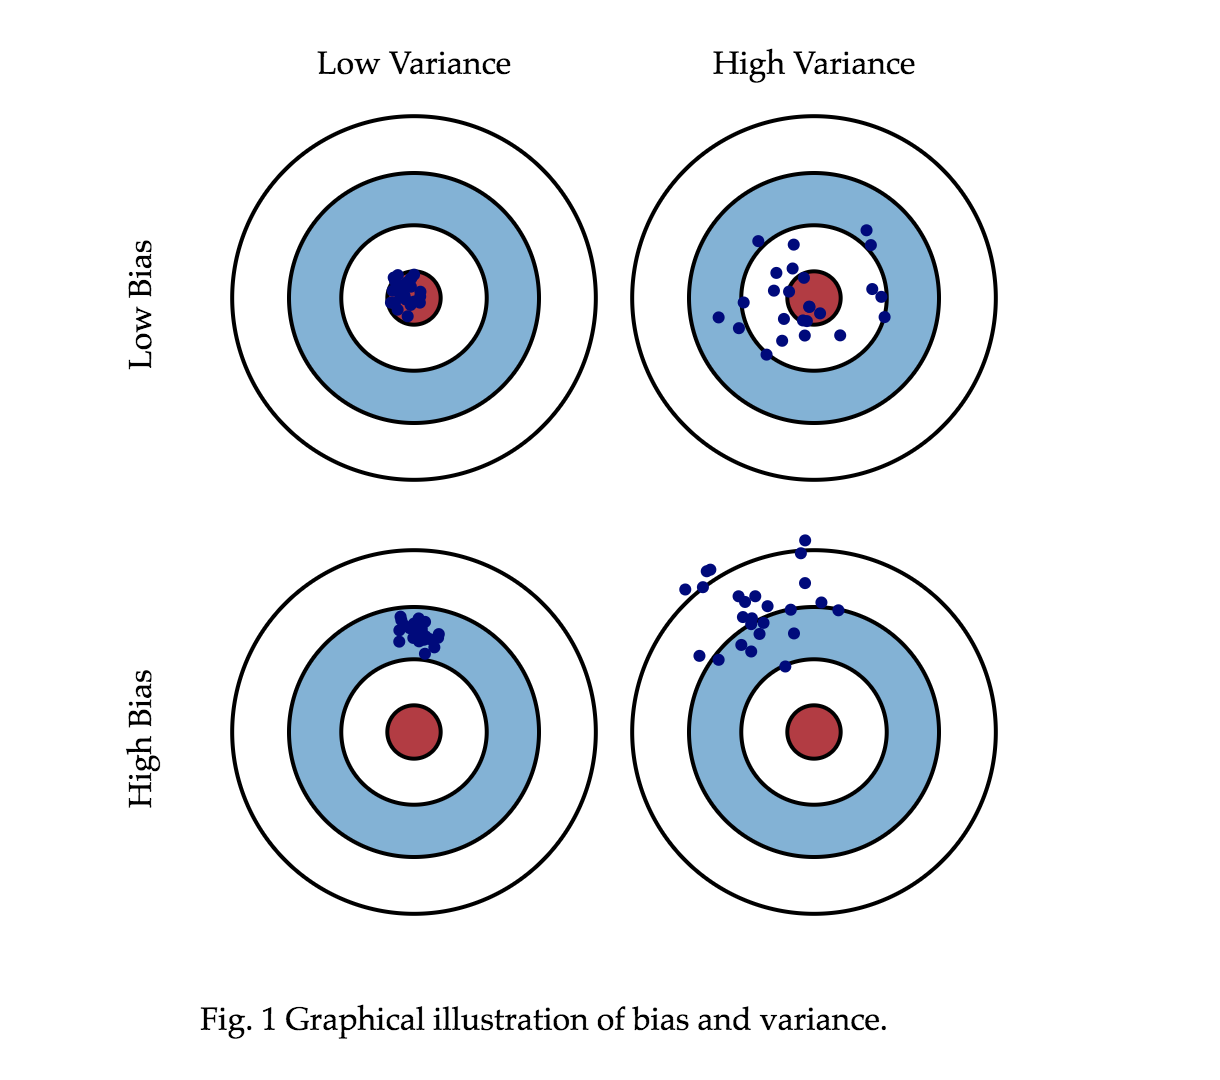 Low Variance
High Variance
Low Bias
High Bias
Fig. 1 Graphical illustration of bias and variance.